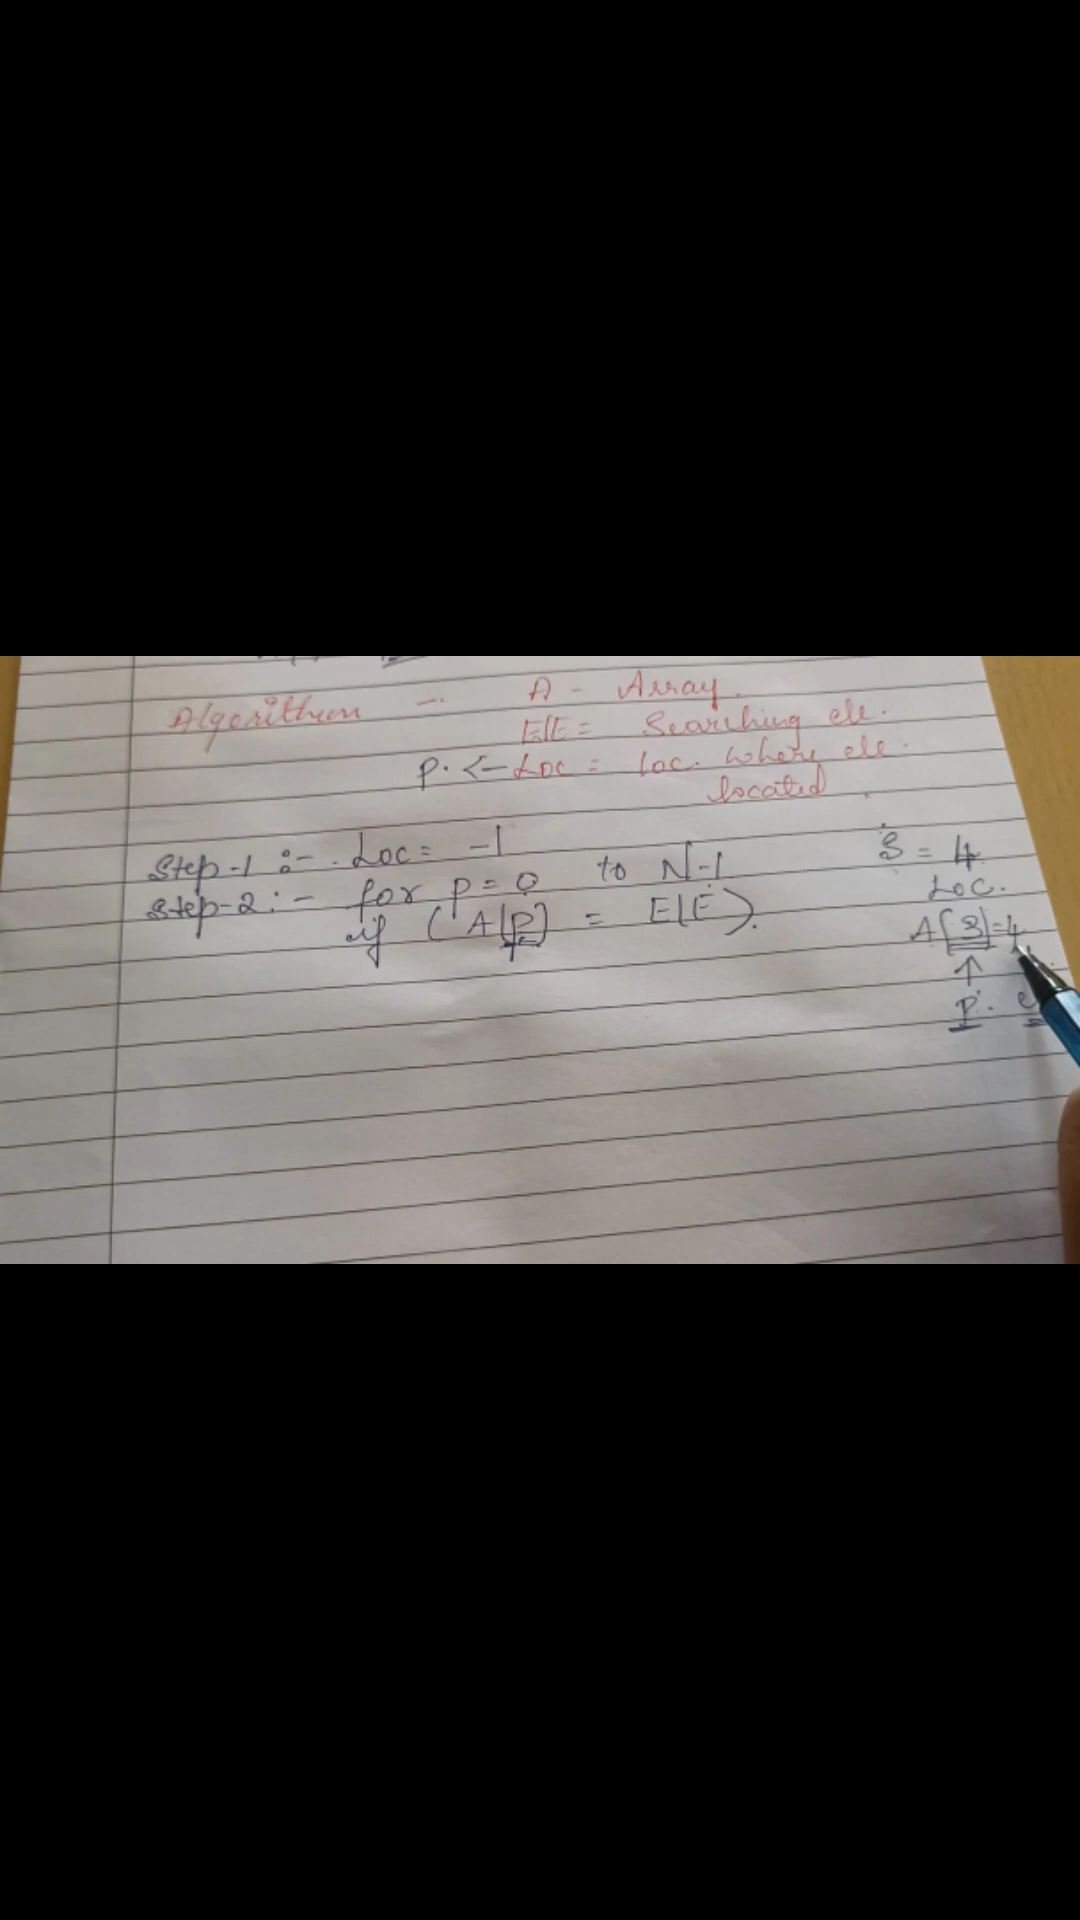 Algorithm -. A - Array.
ElE = Searching ele.
P. <- LOC = loc. where ele.
located.
Step-1 :- . Loc = -1
Step-2 :- for p = 0 to N-1
if (A[P] = ElE).
S = 4
Loc.
A[3]=4
↑
P.